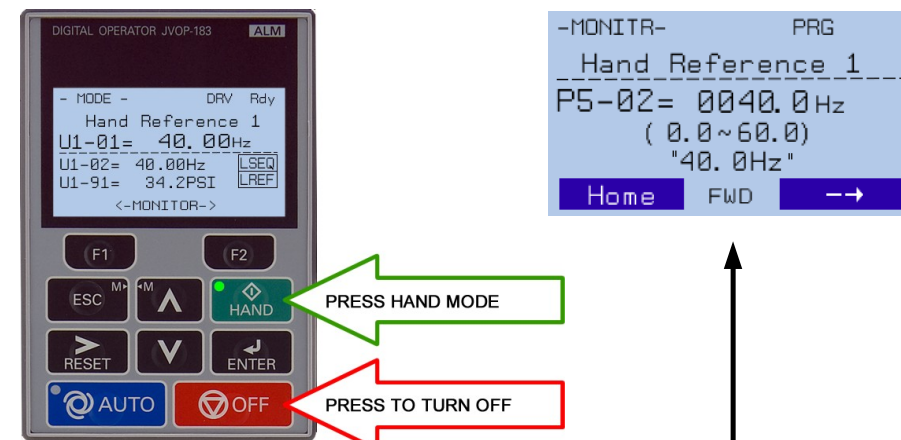 DIGITAL OPERATOR JVOP-183 ALM
- MODE - DRV Rdy
Hand Reference 1
U1-01= 40.00Hz
U1-02= 40.00Hz LSEQ
U1-91= 34.2PSI LREF
<-MONITOR->
F1 F2
ESC M M HAND
RESET ENTER
AUTO OFF
PRESS HAND MODE
PRESS TO TURN OFF
-MONITR- PRG
Hand Reference 1
P5-02= 0040.0Hz
( 0.0~60.0)
"40.0Hz"
Home FWD